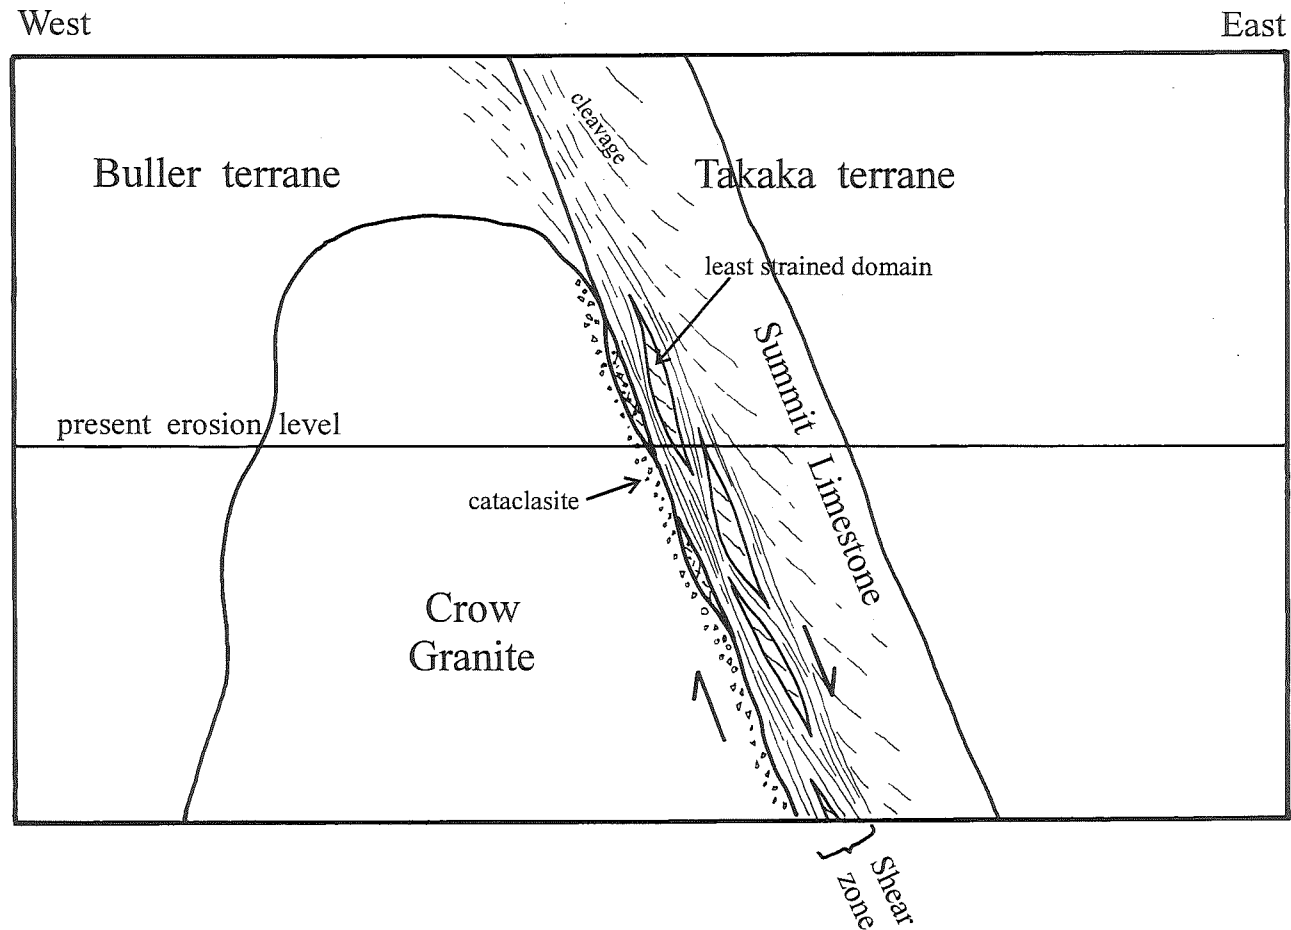 West
East
cleavage
Buller terrane
Takaka terrane
least strained domain
Summit Limestone
present erosion level
cataclasite
Crow
Granite
Shear
zone